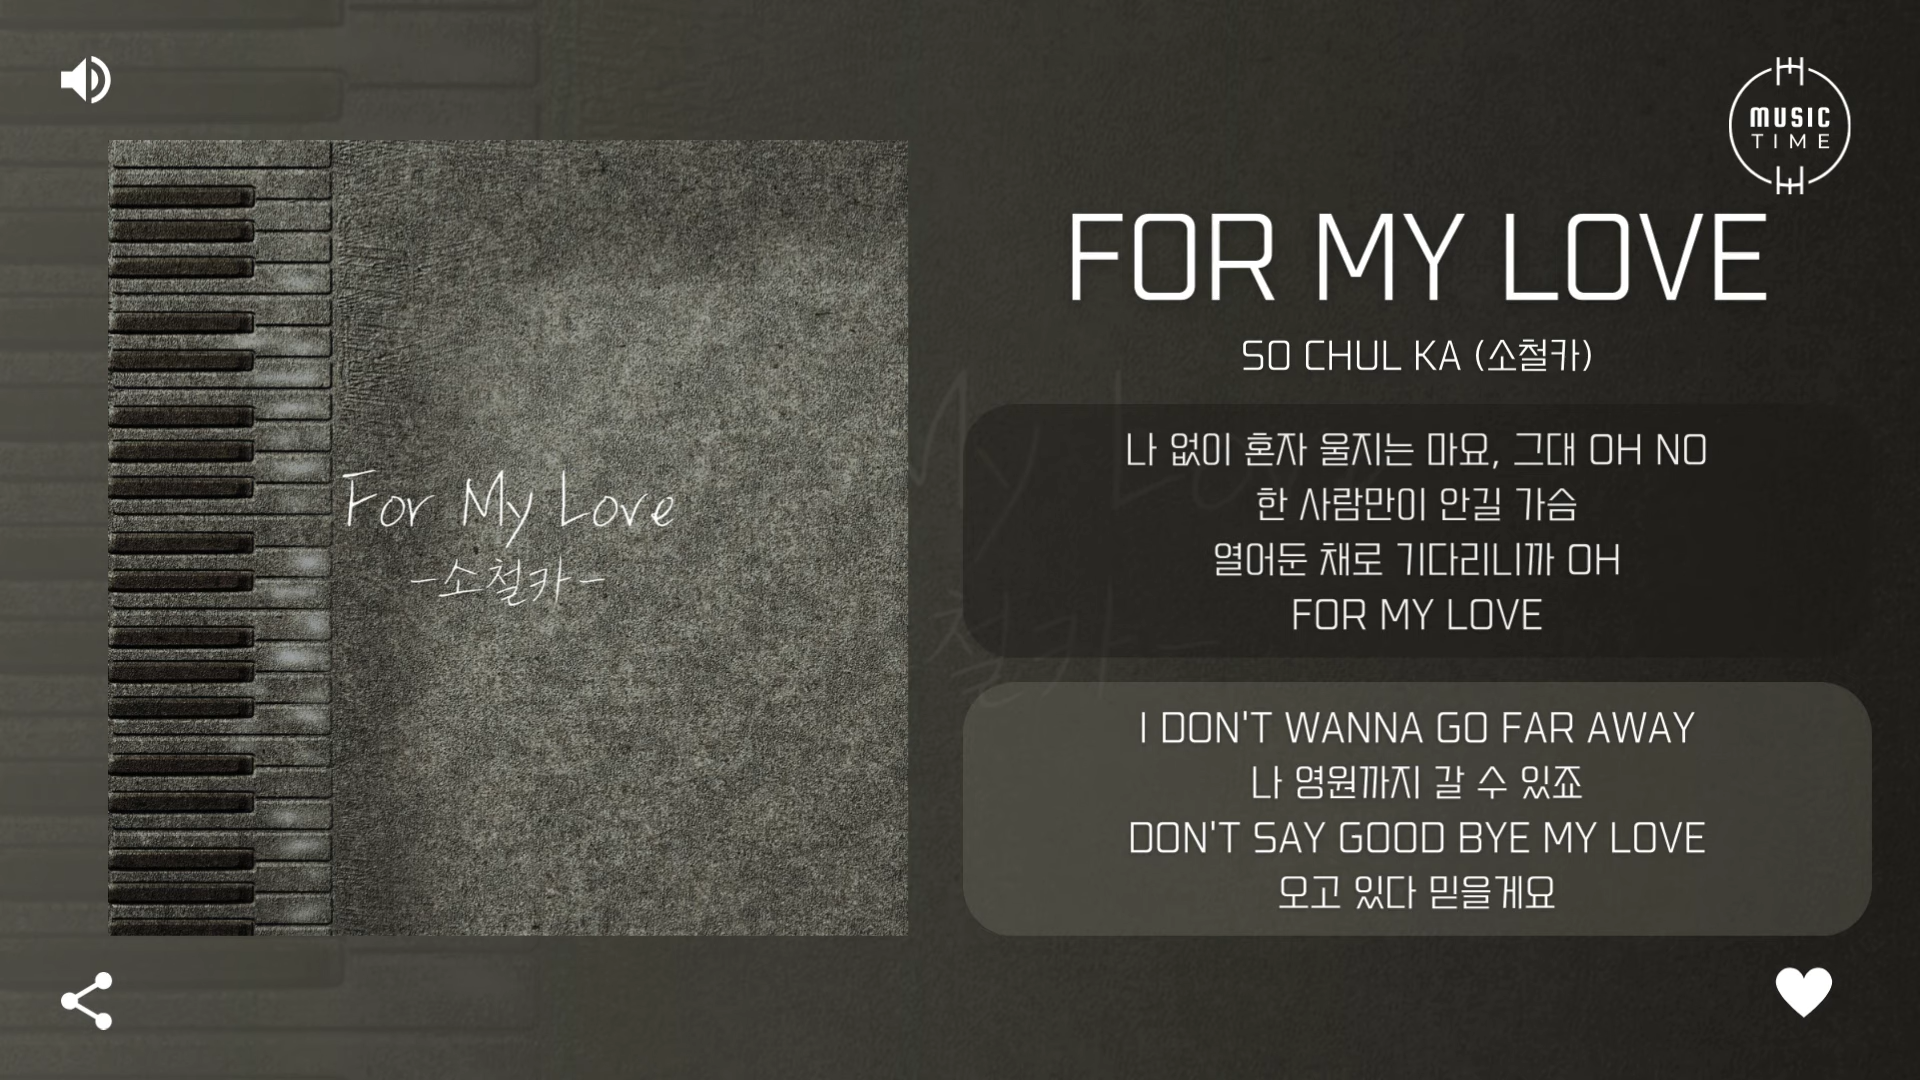 MUSIC
TIME
FOR MY LOVE
SO CHUL KA (소철카)
For My Love
-소철카-
나 없이 혼자 울지는 마요, 그대 OH NO
한 사람만이 안길 가슴
열어둔 채로 기다리니까 OH
FOR MY LOVE
I DON'T WANNA GO FAR AWAY
나 영원까지 갈 수 있죠
DON'T SAY GOOD BYE MY LOVE
오고 있다 믿을게요